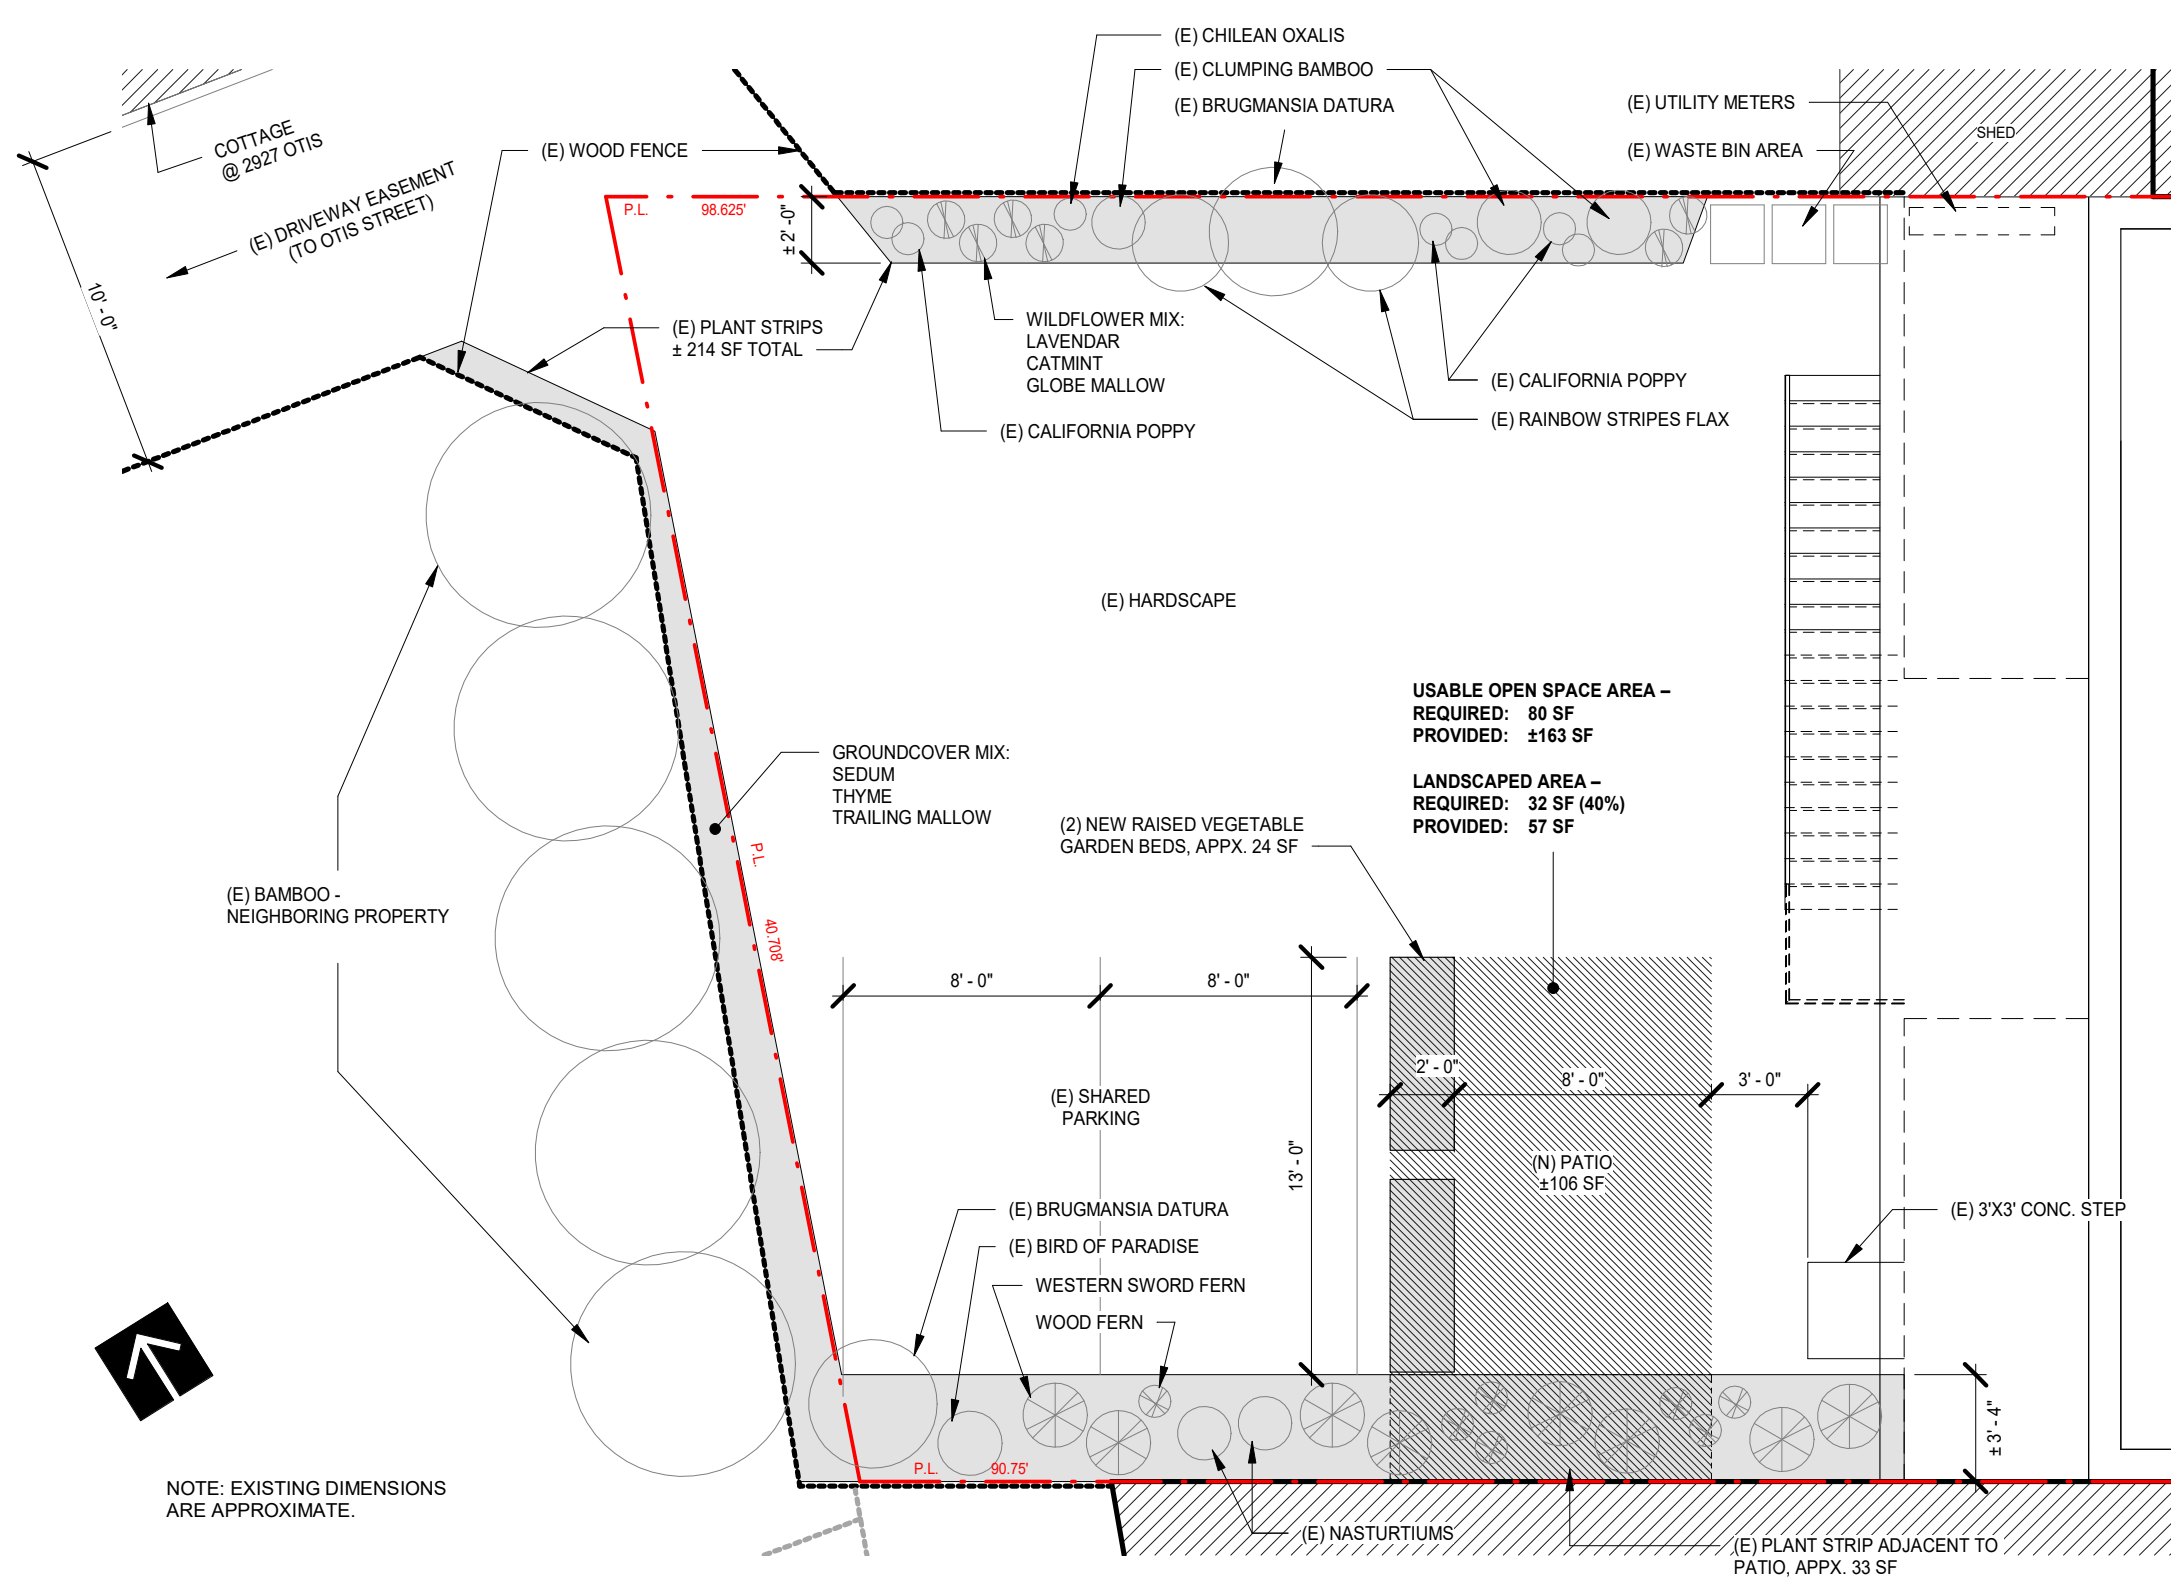 (E) CHILEAN OXALIS
(E) CLUMPING BAMBOO
(E) BRUGMANSIA DATURA
(E) UTILITY METERS
SHED
(E) WASTE BIN AREA
COTTAGE
@ 2927 OTIS
(E) WOOD FENCE
(E) DRIVEWAY EASEMENT
(TO OTIS STREET)
P.L.
98.625'
± 2' -0"
10' - 0"
(E) PLANT STRIPS
± 214 SF TOTAL
WILDFLOWER MIX:
LAVENDAR
CATMINT
GLOBE MALLOW
(E) CALIFORNIA POPPY
(E) CALIFORNIA POPPY
(E) RAINBOW STRIPES FLAX
(E) HARDSCAPE
USABLE OPEN SPACE AREA –
REQUIRED: 80 SF
PROVIDED: ±163 SF
LANDSCAPED AREA –
REQUIRED: 32 SF (40%)
PROVIDED: 57 SF
GROUNDCOVER MIX:
SEDUM
THYME
TRAILING MALLOW
(2) NEW RAISED VEGETABLE
GARDEN BEDS, APPX. 24 SF
P.L.
40.708'
(E) BAMBOO -
NEIGHBORING PROPERTY
8' - 0"
8' - 0"
2' - 0"
8' - 0"
3' - 0"
(E) SHARED
PARKING
13' - 0"
(N) PATIO
±106 SF
(E) BRUGMANSIA DATURA
(E) BIRD OF PARADISE
WESTERN SWORD FERN
WOOD FERN
(E) 3'X3' CONC. STEP
± 3' - 4"
P.L.
90.75'
NOTE: EXISTING DIMENSIONS
ARE APPROXIMATE.
(E) NASTURTIUMS
(E) PLANT STRIP ADJACENT TO
PATIO, APPX. 33 SF